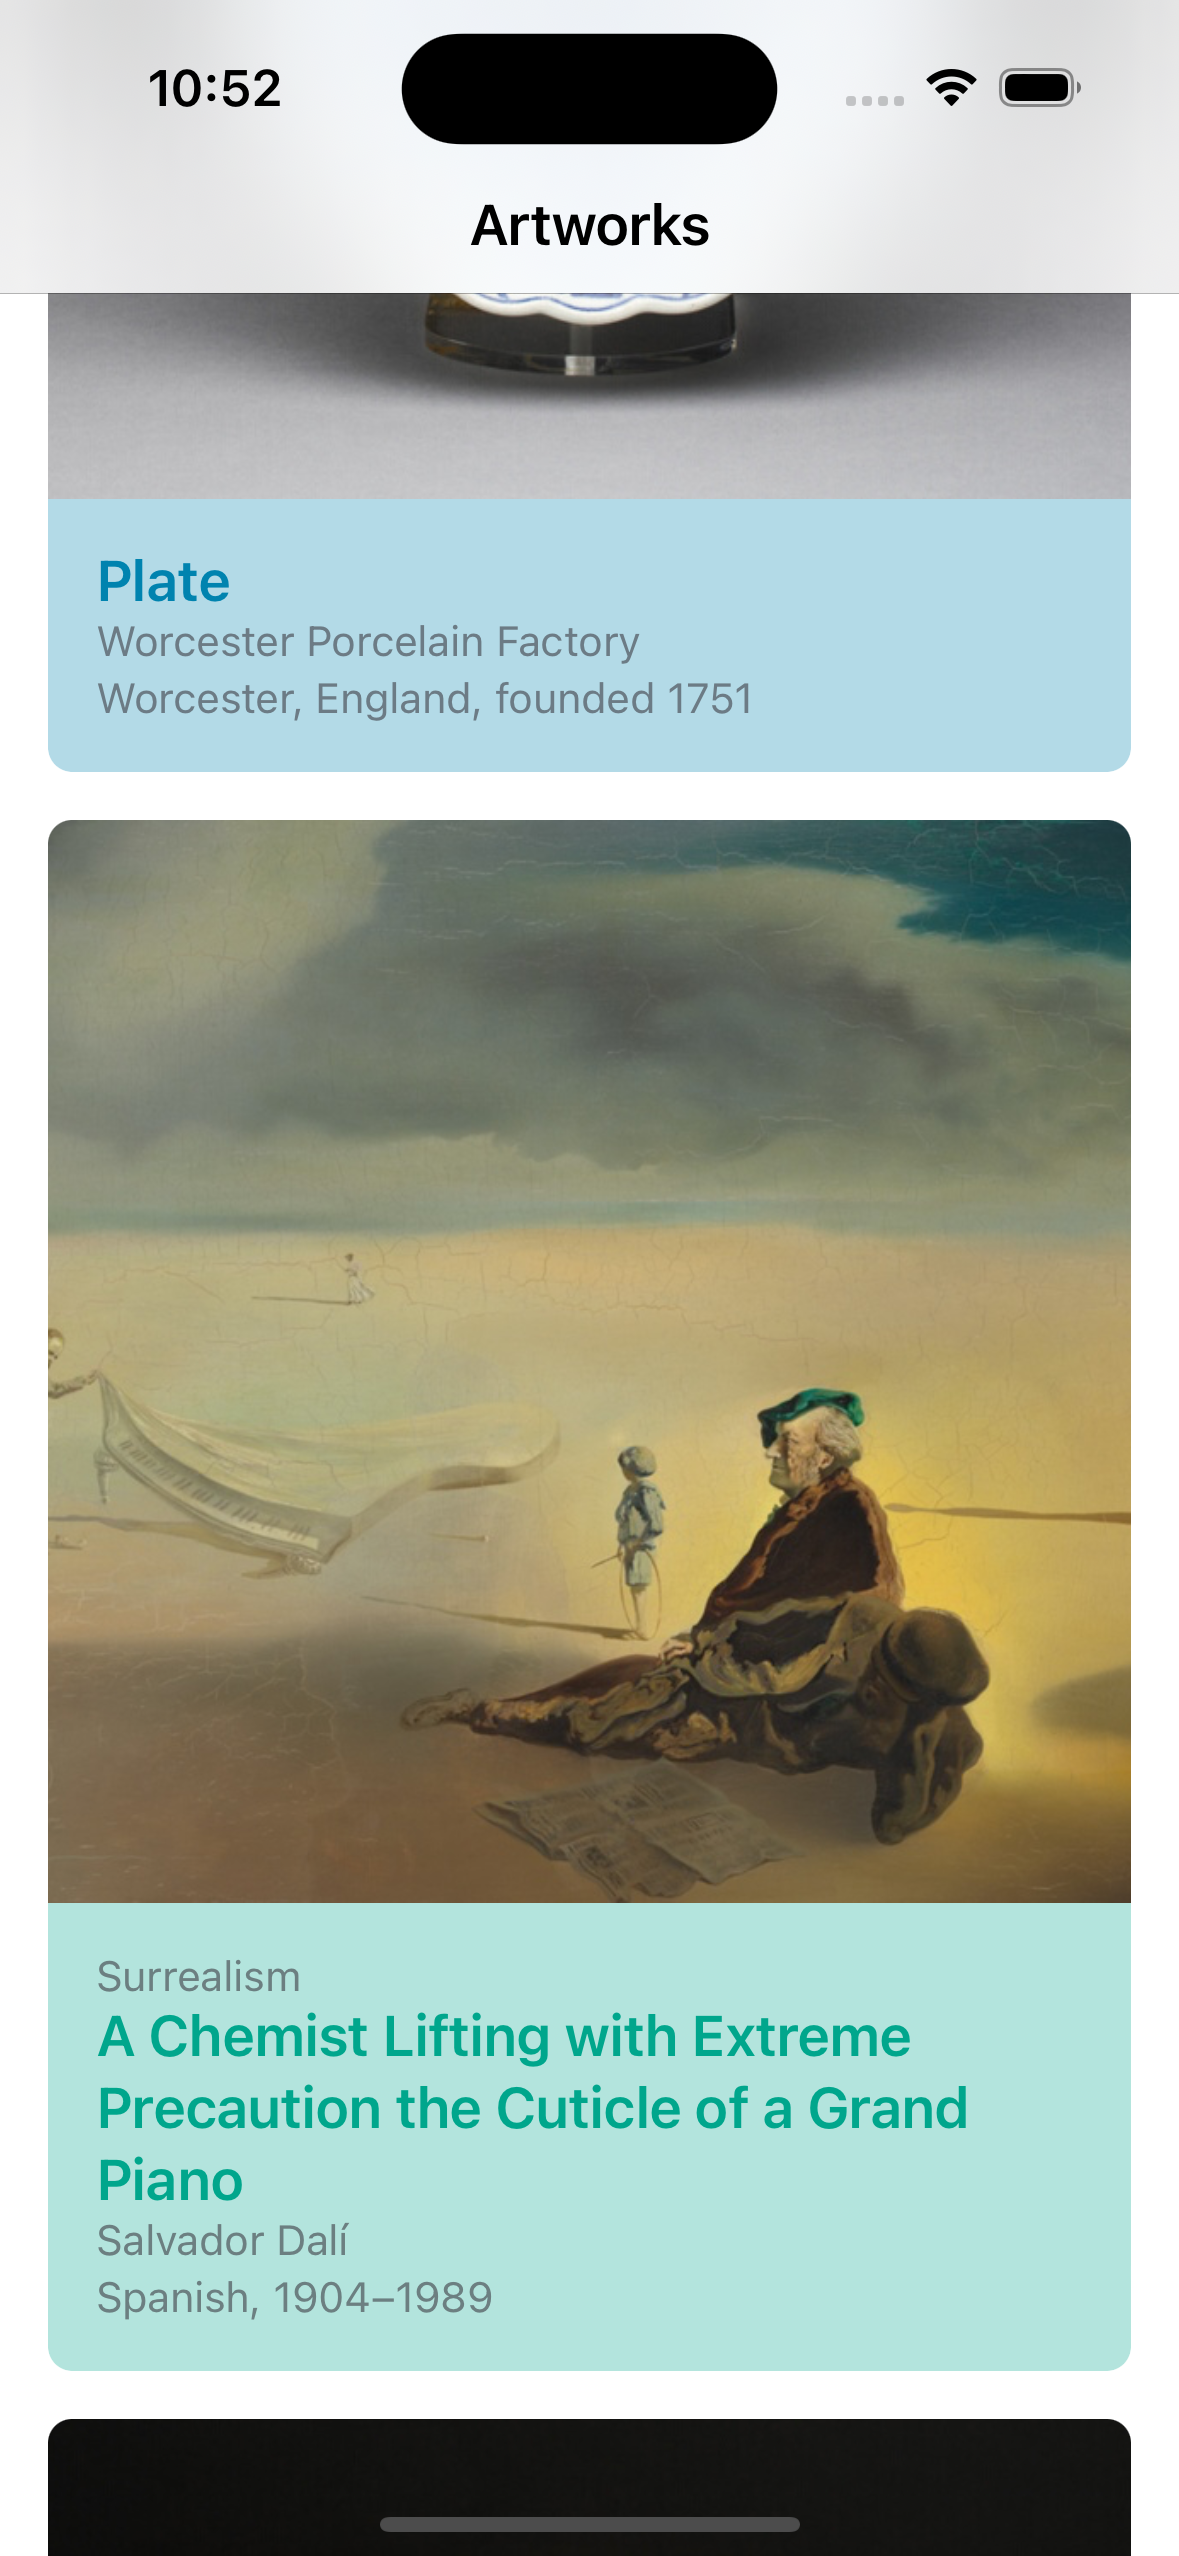 10:52
Artworks
Plate
Worcester Porcelain Factory
Worcester, England, founded 1751
Surrealism
A Chemist Lifting with Extreme
Precaution the Cuticle of a Grand
Piano
Salvador Dalí
Spanish, 1904–1989